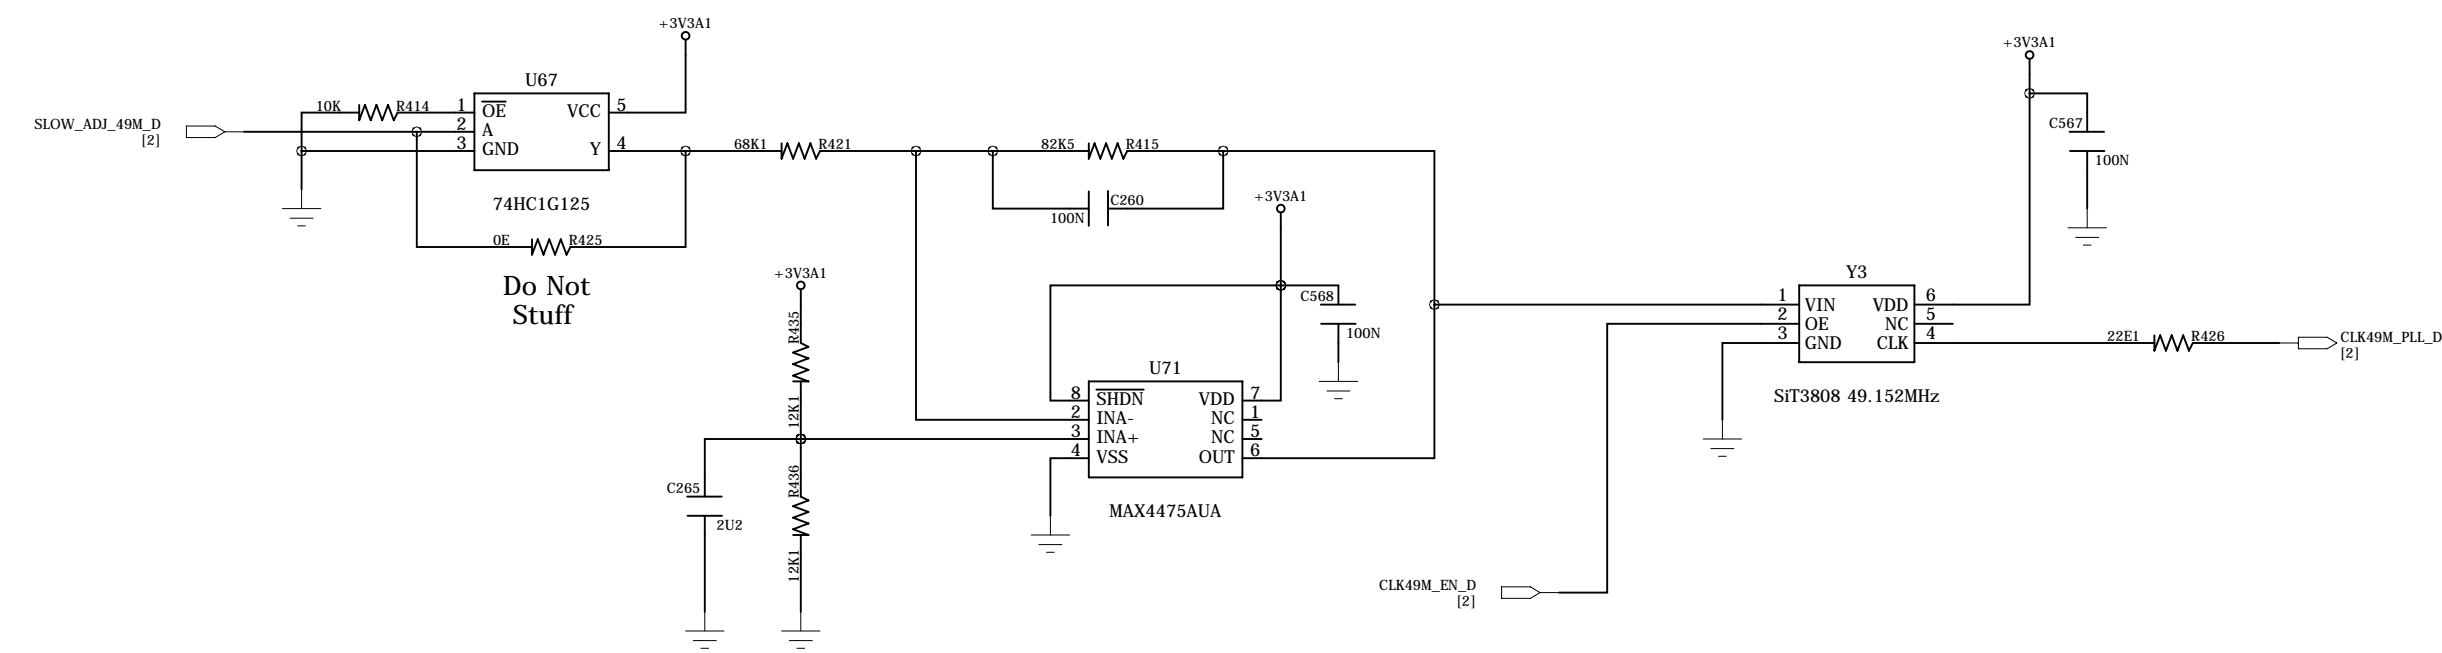 +3V3A1
U67
10K R414
1 OE VCC 5
SLOW_ADJ_49M_D
[2]
2 A
3 GND Y 4
74HC1G125
0E R425
Do Not
Stuff
68K1 R421
82K5 R415
C260
100N
+3V3A1
C568
100N
+3V3A1
R435
12K1
R436
12K1
C265
2U2
U71
8 SHDN VDD 7
2 INA- NC 1
3 INA+ NC 5
4 VSS OUT 6
MAX4475AUA
+3V3A1
C567
100N
Y3
1 VIN VDD 6
2 OE NC 5
3 GND CLK 4
SiT3808 49.152MHz
22E1 R426
CLK49M_PLL_D
[2]
CLK49M_EN_D
[2]